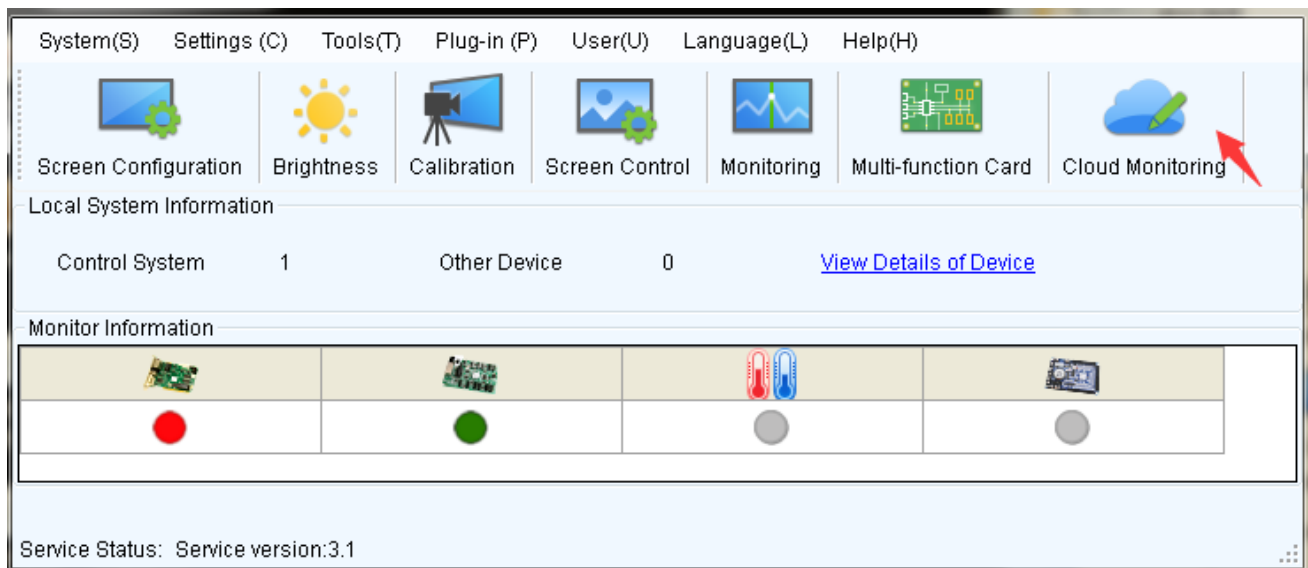 System(S) Settings (C) Tools(T) Plug-in (P) User(U) Language(L) Help(H)
Screen Configuration Brightness Calibration Screen Control Monitoring Multi-function Card Cloud Monitoring
Local System Information
Control System 1 Other Device 0 View Details of Device
Monitor Information
Service Status: Service version:3.1